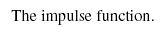 The impulse function.